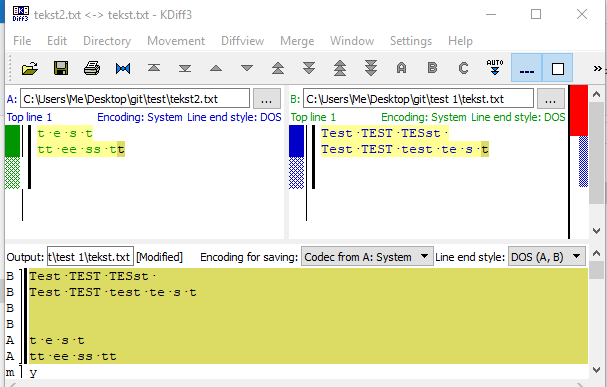 tekst2.txt <-> tekst.txt - KDiff3
File Edit Directory Movement Diffview Merge Window Settings Help
A B C AUTO »
A: C:\Users\Me\Desktop\git\test\tekst2.txt ... B: C:\Users\Me\Desktop\git\test 1\tekst.txt ...
Top line 1 Encoding: System Line end style: DOS Top line 1 Encoding: System Line end style: DOS
t·e·s·t Test·TEST·TESst·
tt·ee·ss·tt Test·TEST·test·te·s·t
Output: t\test 1\tekst.txt [Modified] Encoding for saving: Codec from A: System Line end style: DOS (A, B)
B Test·TEST·TESst·
B Test·TEST·test·te·s·t
B
B
A t·e·s·t
A tt·ee·ss·tt
m y